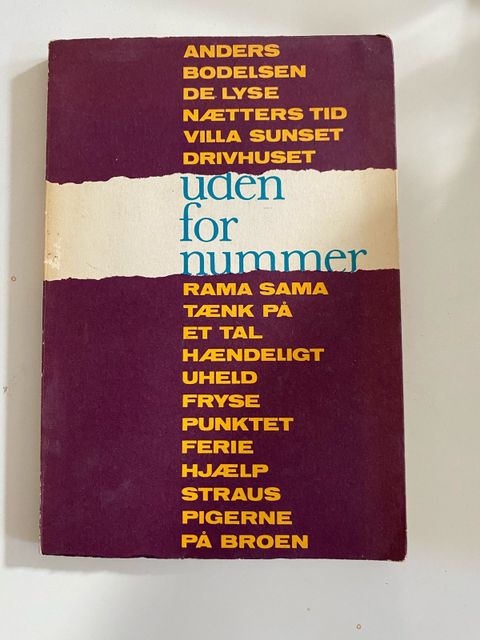 ANDERS
BODELSEN
DE LYSE
NÆTTERS TID
VILLA SUNSET
DRIVHUSET
uden
for
nummer
RAMA SAMA
TÆNK PÅ
ET TAL
HÆNDELIGT
UHELD
FRYSE
PUNKTET
FERIE
HJÆLP
STRAUS
PIGERNE
PÅ BROEN